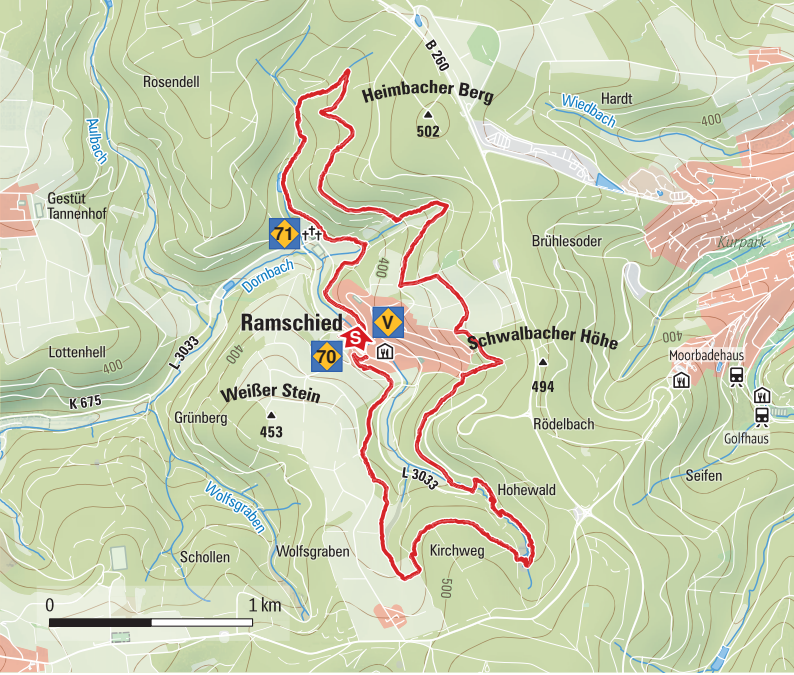 B 260
Rosendell
Heimbacher Berg
502
Hardt
Wiedbach
400
Aulbach
Gestüt
Tannenhof
71
Brühlesoder
Kurpark
Dornbach
400
Ramschied
S
V
70
Schwalbacher Höhe
494
400
Lottenhell
400
L 3033
400
Moorbadehaus
Weißer Stein
453
K 675
Grünberg
Rödelbach
Golfhaus
L 3033
Hohewald
Seifen
Wolfsgraben
Schollen
Wolfsgraben
Kirchweg
500
0
1 km